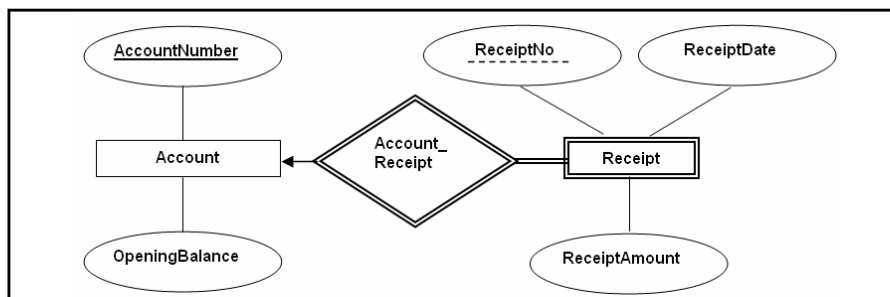 AccountNumber
ReceiptNo
ReceiptDate
Account
Account_
Receipt
Receipt
OpeningBalance
ReceiptAmount